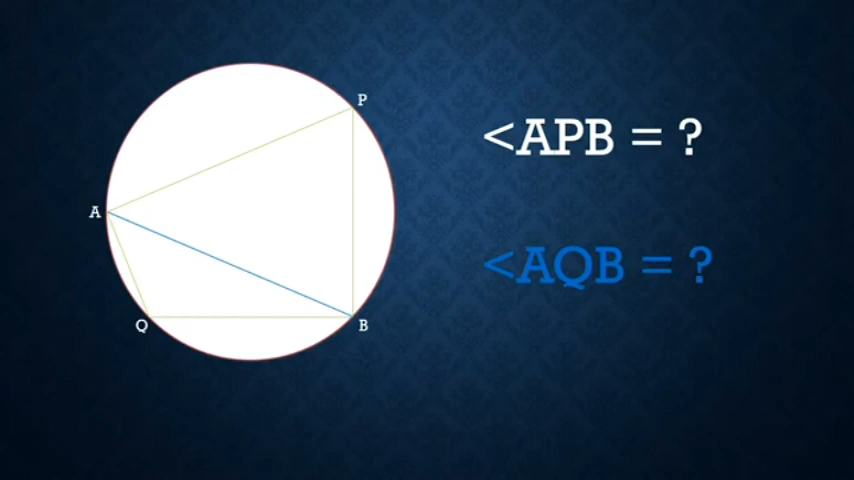 P
<APB = ?
A
<AQB = ?
Q
B